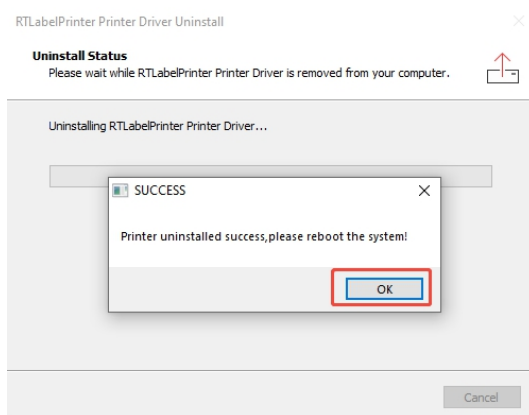 RTLabelPrinter Printer Driver Uninstall
Uninstall Status
Please wait while RTLabelPrinter Printer Driver is removed from your computer.
Uninstalling RTLabelPrinter Printer Driver...
SUCCESS
Printer uninstalled success,please reboot the system!
OK
Cancel